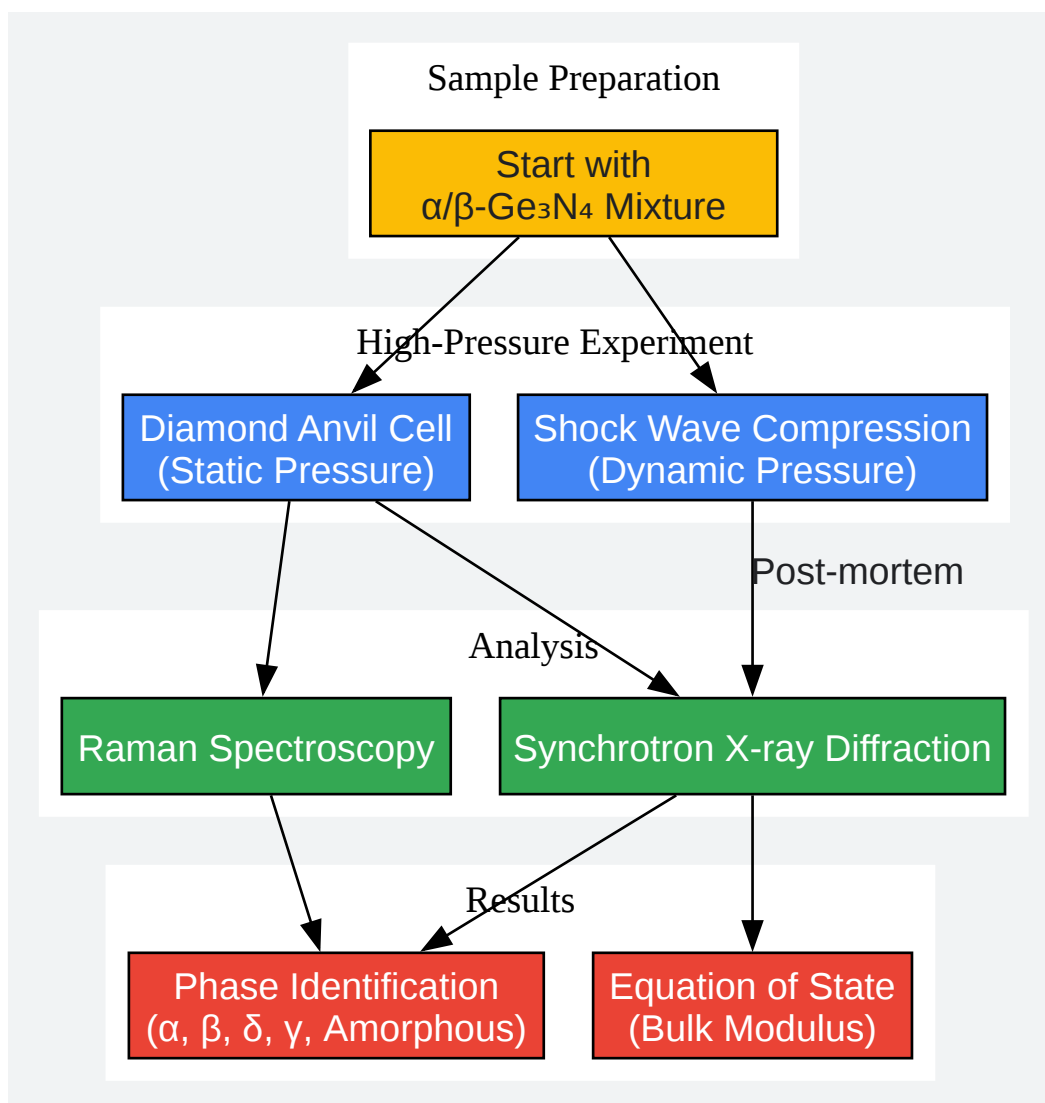 Sample Preparation
Start with
α/β-Ge₃N₄ Mixture
High-Pressure Experiment
Diamond Anvil Cell
(Static Pressure)
Shock Wave Compression
(Dynamic Pressure)
Post-mortem
Analysis
Raman Spectroscopy
Synchrotron X-ray Diffraction
Results
Phase Identification
(α, β, δ, γ, Amorphous)
Equation of State
(Bulk Modulus)